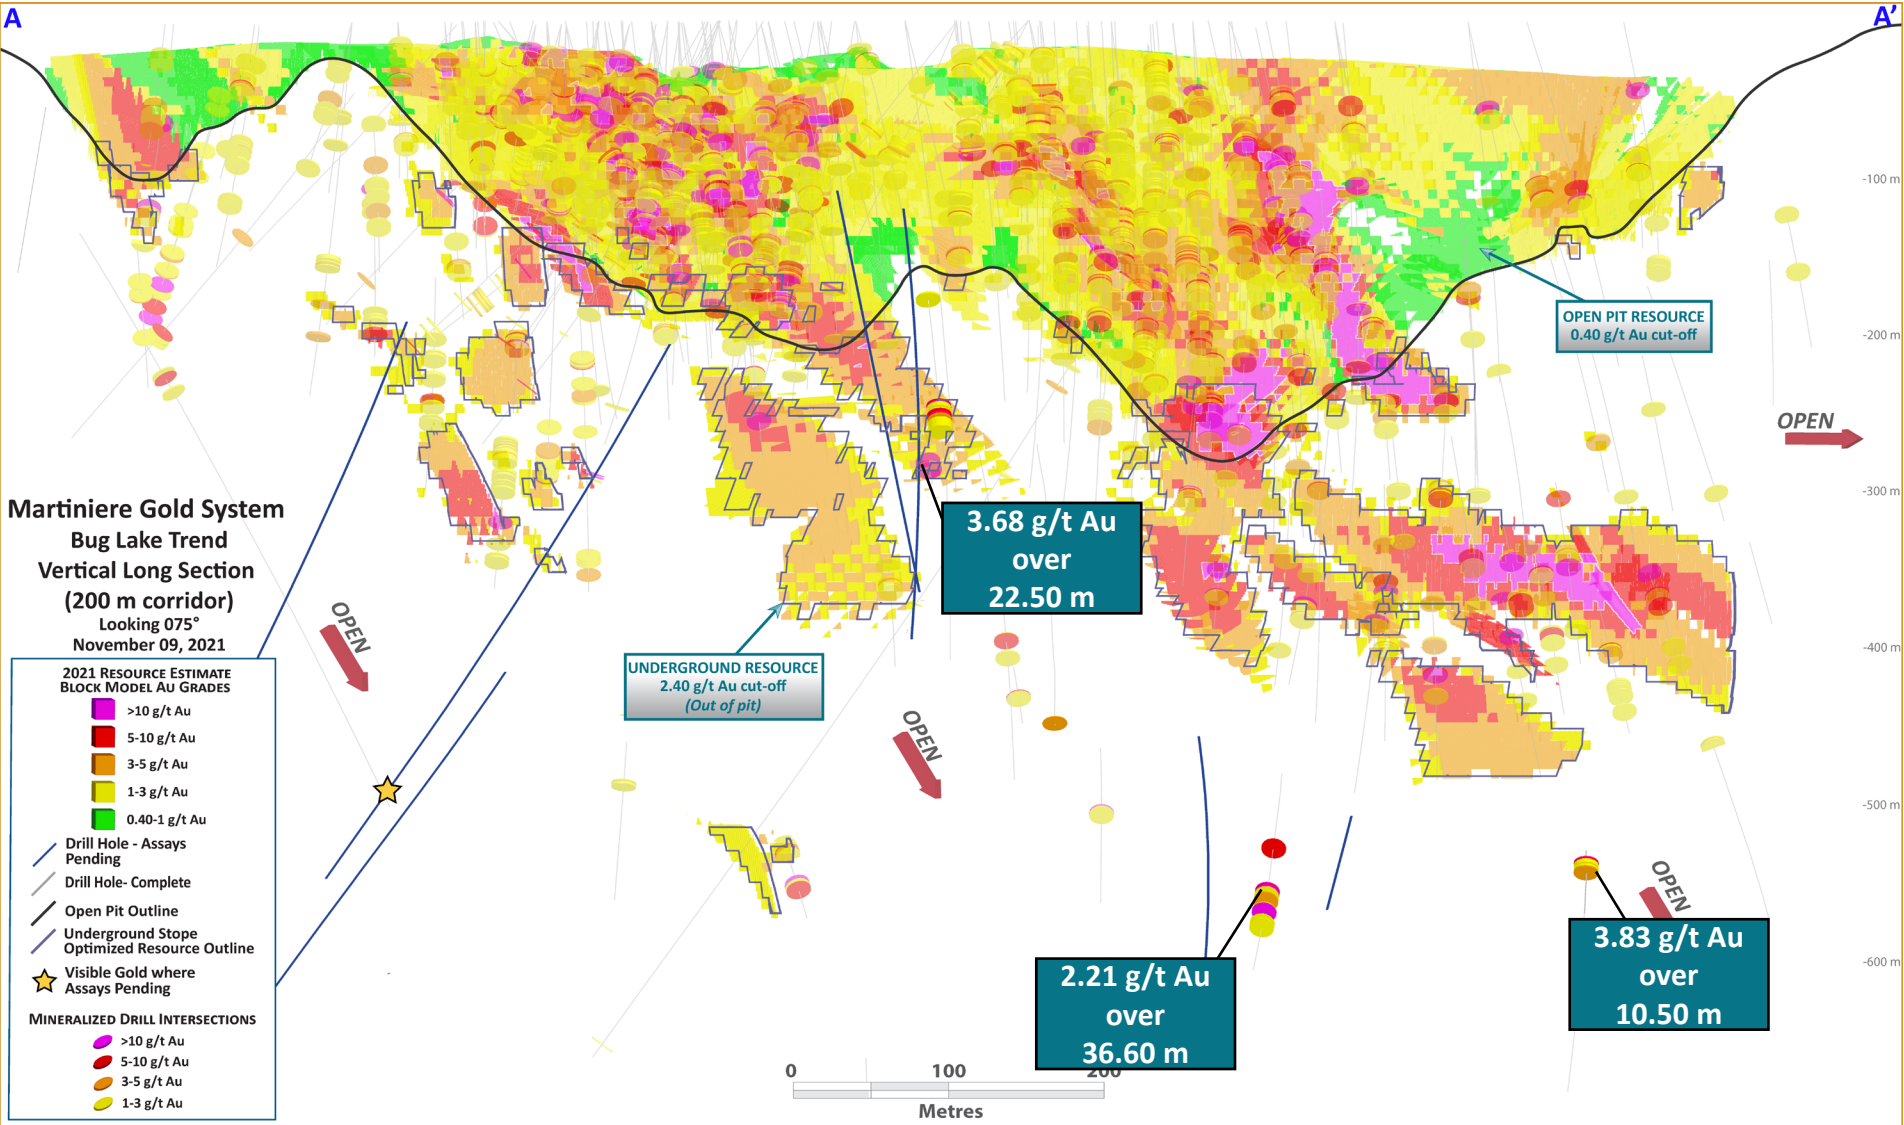 A
A'
-100 m
OPEN PIT RESOURCE
0.40 g/t Au cut-off
-200 m
OPEN
-300 m
3.68 g/t Au
over
22.50 m
Martiniere Gold System
Bug Lake Trend
Vertical Long Section
(200 m corridor)
Looking 075°
November 09, 2021
OPEN
-400 m
UNDERGROUND RESOURCE
2.40 g/t Au cut-off
(Out of pit)
OPEN
-500 m
2021 RESOURCE ESTIMATE
BLOCK MODEL AU GRADES
>10 g/t Au
5-10 g/t Au
3-5 g/t Au
1-3 g/t Au
0.40-1 g/t Au
Drill Hole - Assays
Pending
Drill Hole- Complete
Open Pit Outline
Underground Stope
Optimized Resource Outline
Visible Gold where
Assays Pending
MINERALIZED DRILL INTERSECTIONS
>10 g/t Au
5-10 g/t Au
3-5 g/t Au
1-3 g/t Au
OPEN
3.83 g/t Au
over
10.50 m
-600 m
2.21 g/t Au
over
36.60 m
0 100 200
Metres